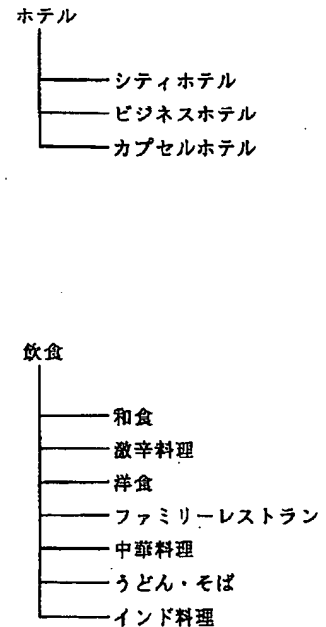 ホテル
シティホテル
ビジネスホテル
カプセルホテル
飲食
和食
激辛料理
洋食
ファミリーレストラン
中華料理
うどん・そば
インド料理